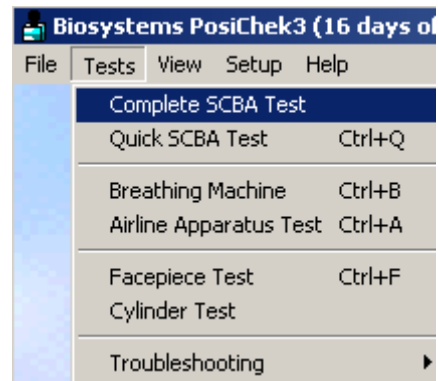 Biosystems PosiChek3 (16 days of
File Tests View Setup Help
Complete SCBA Test
Quick SCBA Test Ctrl+Q
Breathing Machine Ctrl+B
Airline Apparatus Test Ctrl+A
Facepiece Test Ctrl+F
Cylinder Test
Troubleshooting